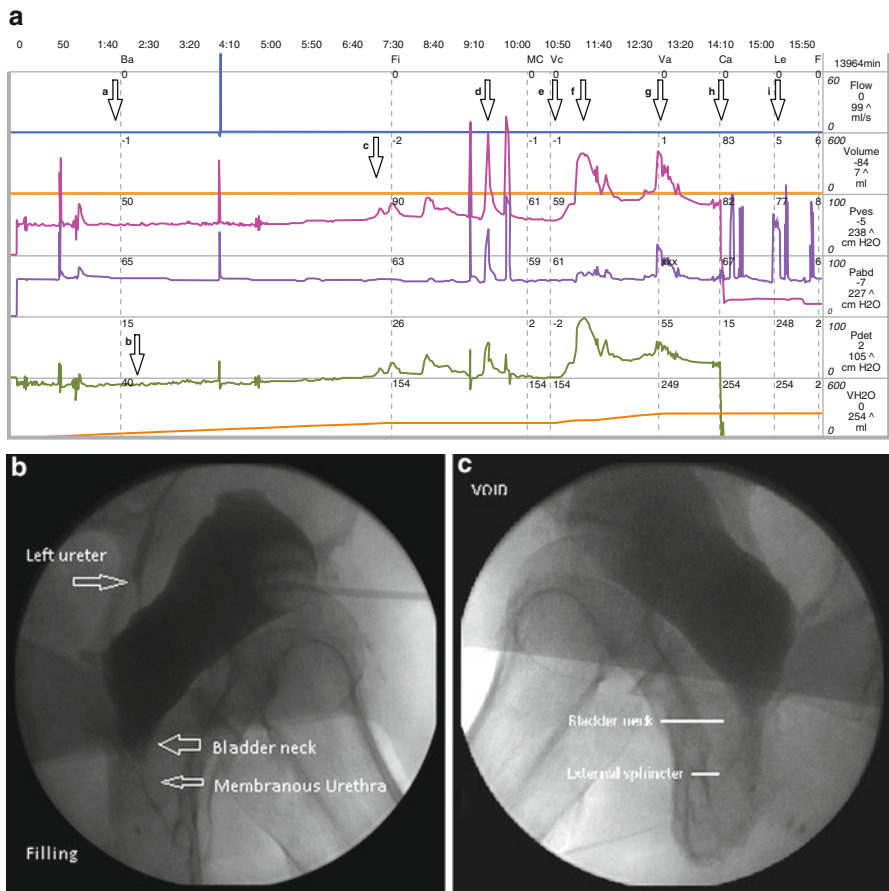 a
0 50 1:40 2:30 3:20 4:10 5:00 5:50 6:40 7:30 8:40 9:10 10:00 10:50 11:40 12:30 13:20 14:10 15:00 15:50
Ba Fi MC Vc Va Ca Le F 13964min
0 0 0 0 0 0 0 0
a d e f g h i
60 Flow
0
99 ^
ml/s
0
-1 -2 -1 -1 1 83 5 6
c
600 Volume
-84
7 ^
ml
0
50 90 61 59 82 77 8
100 Pves
-5
238 ^
cm H2O
0
65 63 59 61 xxx 67 6
100 Pabd
-7
227 ^
cm H2O
0
15 26 2 -2 55 15 248 2
b
100 Pdet
2
105 ^
cm H2O
0
40 154 154 154 249 254 254 2
600 VH2O
0
254 ^
ml
0
b
Left ureter
Bladder neck
Membranous Urethra
Filling
c
VOID
Bladder neck
External sphincter